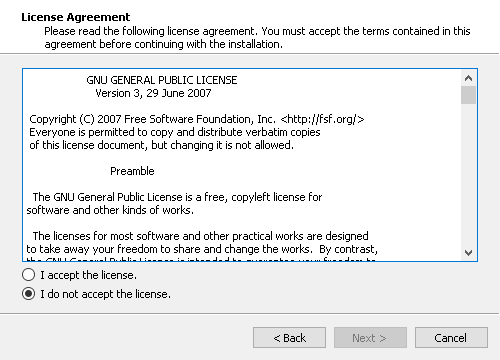 License Agreement
Please read the following license agreement. You must accept the terms contained in this
agreement before continuing with the installation.
GNU GENERAL PUBLIC LICENSE
Version 3, 29 June 2007
Copyright (C) 2007 Free Software Foundation, Inc. <http://fsf.org/>
Everyone is permitted to copy and distribute verbatim copies
of this license document, but changing it is not allowed.
Preamble
The GNU General Public License is a free, copyleft license for
software and other kinds of works.
The licenses for most software and other practical works are designed
to take away your freedom to share and change the works. By contrast,
the GNU General Public License is intended to guarantee your freedom to
I accept the license.
I do not accept the license.
< Back
Next >
Cancel